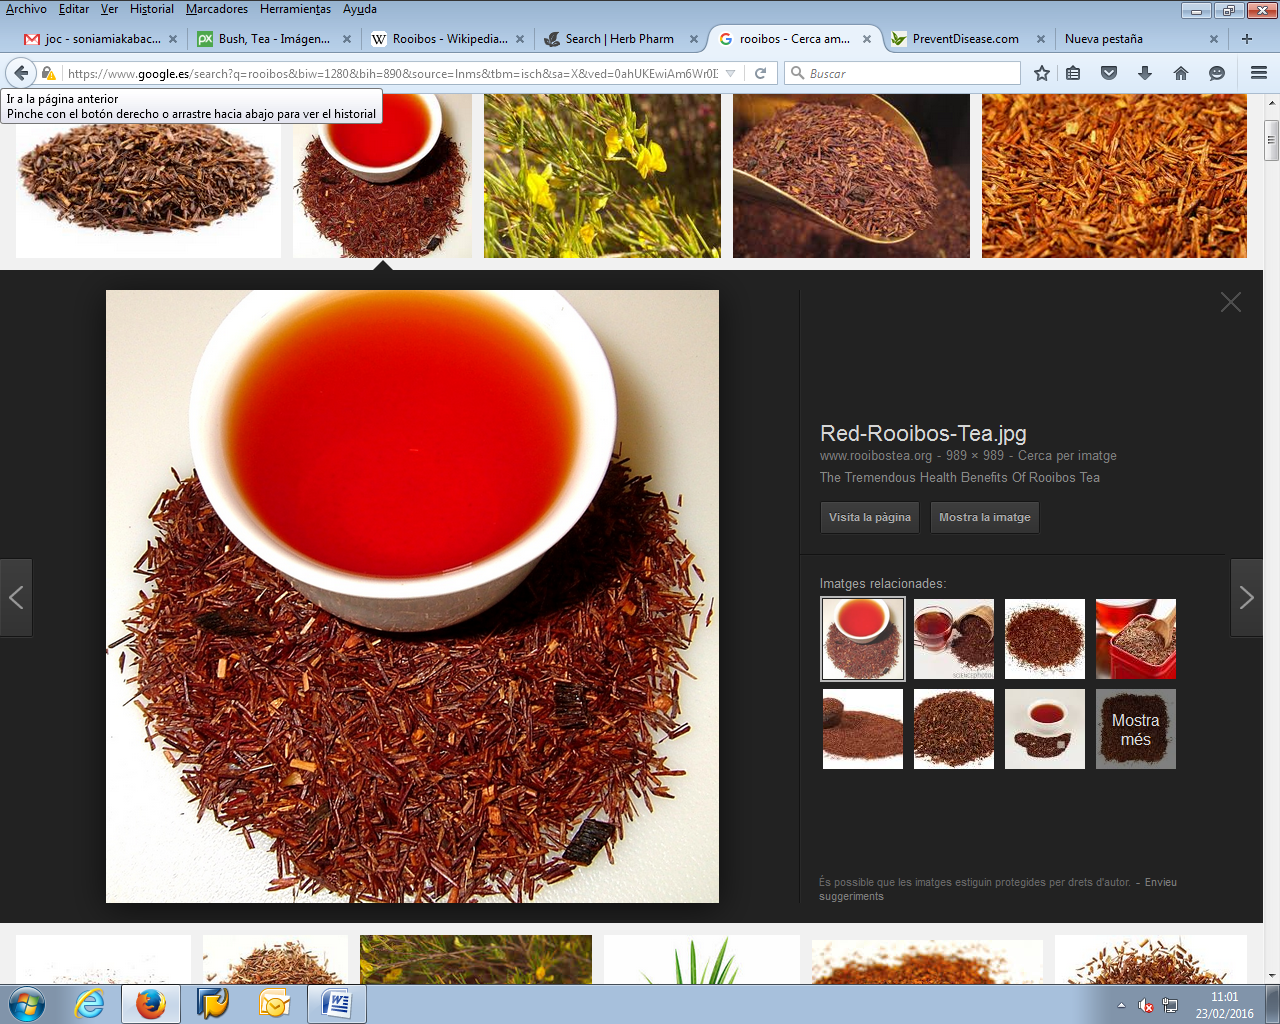 Archivo Editar Ver Historial Marcadores Herramientas Ayuda
joc - soniamiakabac... Bush, Tea - Imágen... Rooibos - Wikipedia... Search | Herb Pharm rooibos - Cerca am... PreventDisease.com Nueva pestaña
https://www.google.es/search?q=rooibos&biw=1280&bih=890&source=lnms&tbm=isch&sa=X&ved=0ahUKEwiAm6Wr0
Buscar
Ir a la página anterior
Pinche con el botón derecho o arrastre hacia abajo para ver el historial
Red-Rooibos-Tea.jpg
www.rooibostea.org - 989 × 989 - Cerca per imatge
The Tremendous Health Benefits Of Rooibos Tea
Visita la pàgina Mostra la imatge
Imatges relacionades:
Mostra
més
És possible que les imatges estiguin protegides per drets d'autor. - Envieu
suggeriments
11:01
23/02/2016